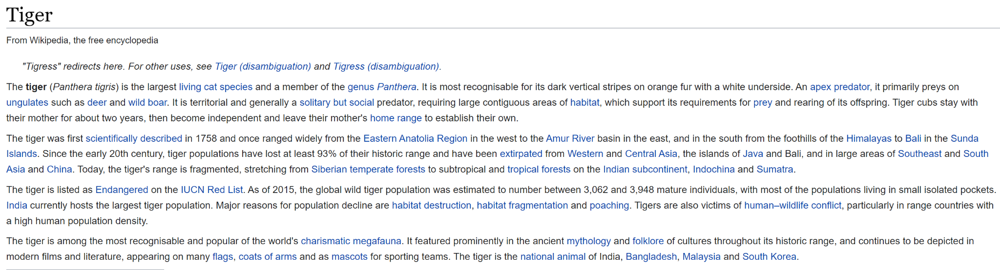 Tiger
From Wikipedia, the free encyclopedia
"Tigress" redirects here. For other uses, see Tiger (disambiguation) and Tigress (disambiguation).
The tiger (Panthera tigris) is the largest living cat species and a member of the genus Panthera. It is most recognisable for its dark vertical stripes on orange fur with a white underside. An apex predator, it primarily preys on
ungulates such as deer and wild boar. It is territorial and generally a solitary but social predator, requiring large contiguous areas of habitat, which support its requirements for prey and rearing of its offspring. Tiger cubs stay with
their mother for about two years, then become independent and leave their mother's home range to establish their own.
The tiger was first scientifically described in 1758 and once ranged widely from the Eastern Anatolia Region in the west to the Amur River basin in the east, and in the south from the foothills of the Himalayas to Bali in the Sunda
Islands. Since the early 20th century, tiger populations have lost at least 93% of their historic range and have been extirpated from Western and Central Asia, the islands of Java and Bali, and in large areas of Southeast and South
Asia and China. Today, the tiger's range is fragmented, stretching from Siberian temperate forests to subtropical and tropical forests on the Indian subcontinent, Indochina and Sumatra.
The tiger is listed as Endangered on the IUCN Red List. As of 2015, the global wild tiger population was estimated to number between 3,062 and 3,948 mature individuals, with most of the populations living in small isolated pockets.
India currently hosts the largest tiger population. Major reasons for population decline are habitat destruction, habitat fragmentation and poaching. Tigers are also victims of human–wildlife conflict, particularly in range countries with
a high human population density.
The tiger is among the most recognisable and popular of the world's charismatic megafauna. It featured prominently in the ancient mythology and folklore of cultures throughout its historic range, and continues to be depicted in
modern films and literature, appearing on many flags, coats of arms and as mascots for sporting teams. The tiger is the national animal of India, Bangladesh, Malaysia and South Korea.